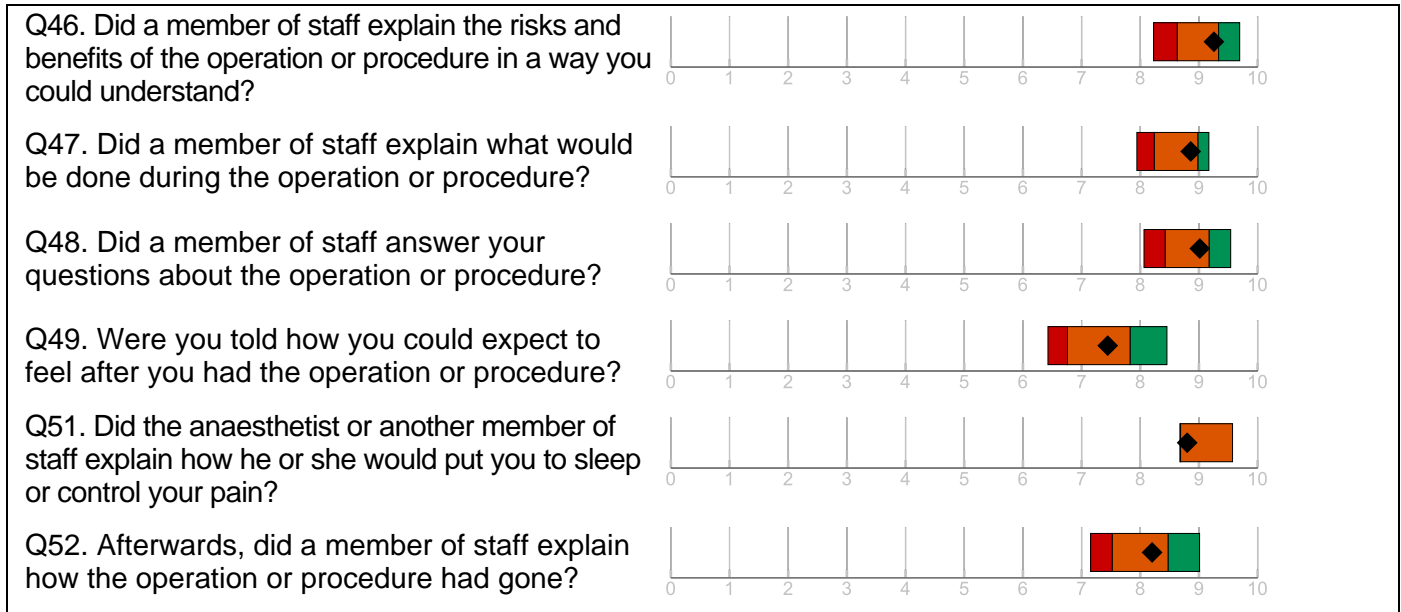 Q46. Did a member of staff explain the risks and
benefits of the operation or procedure in a way you
could understand?
0 1 2 3 4 5 6 7 8 9 10
Q47. Did a member of staff explain what would
be done during the operation or procedure?
0 1 2 3 4 5 6 7 8 9 10
Q48. Did a member of staff answer your
questions about the operation or procedure?
0 1 2 3 4 5 6 7 8 9 10
Q49. Were you told how you could expect to
feel after you had the operation or procedure?
0 1 2 3 4 5 6 7 8 9 10
Q51. Did the anaesthetist or another member of
staff explain how he or she would put you to sleep
or control your pain?
0 1 2 3 4 5 6 7 8 9 10
Q52. Afterwards, did a member of staff explain
how the operation or procedure had gone?
0 1 2 3 4 5 6 7 8 9 10